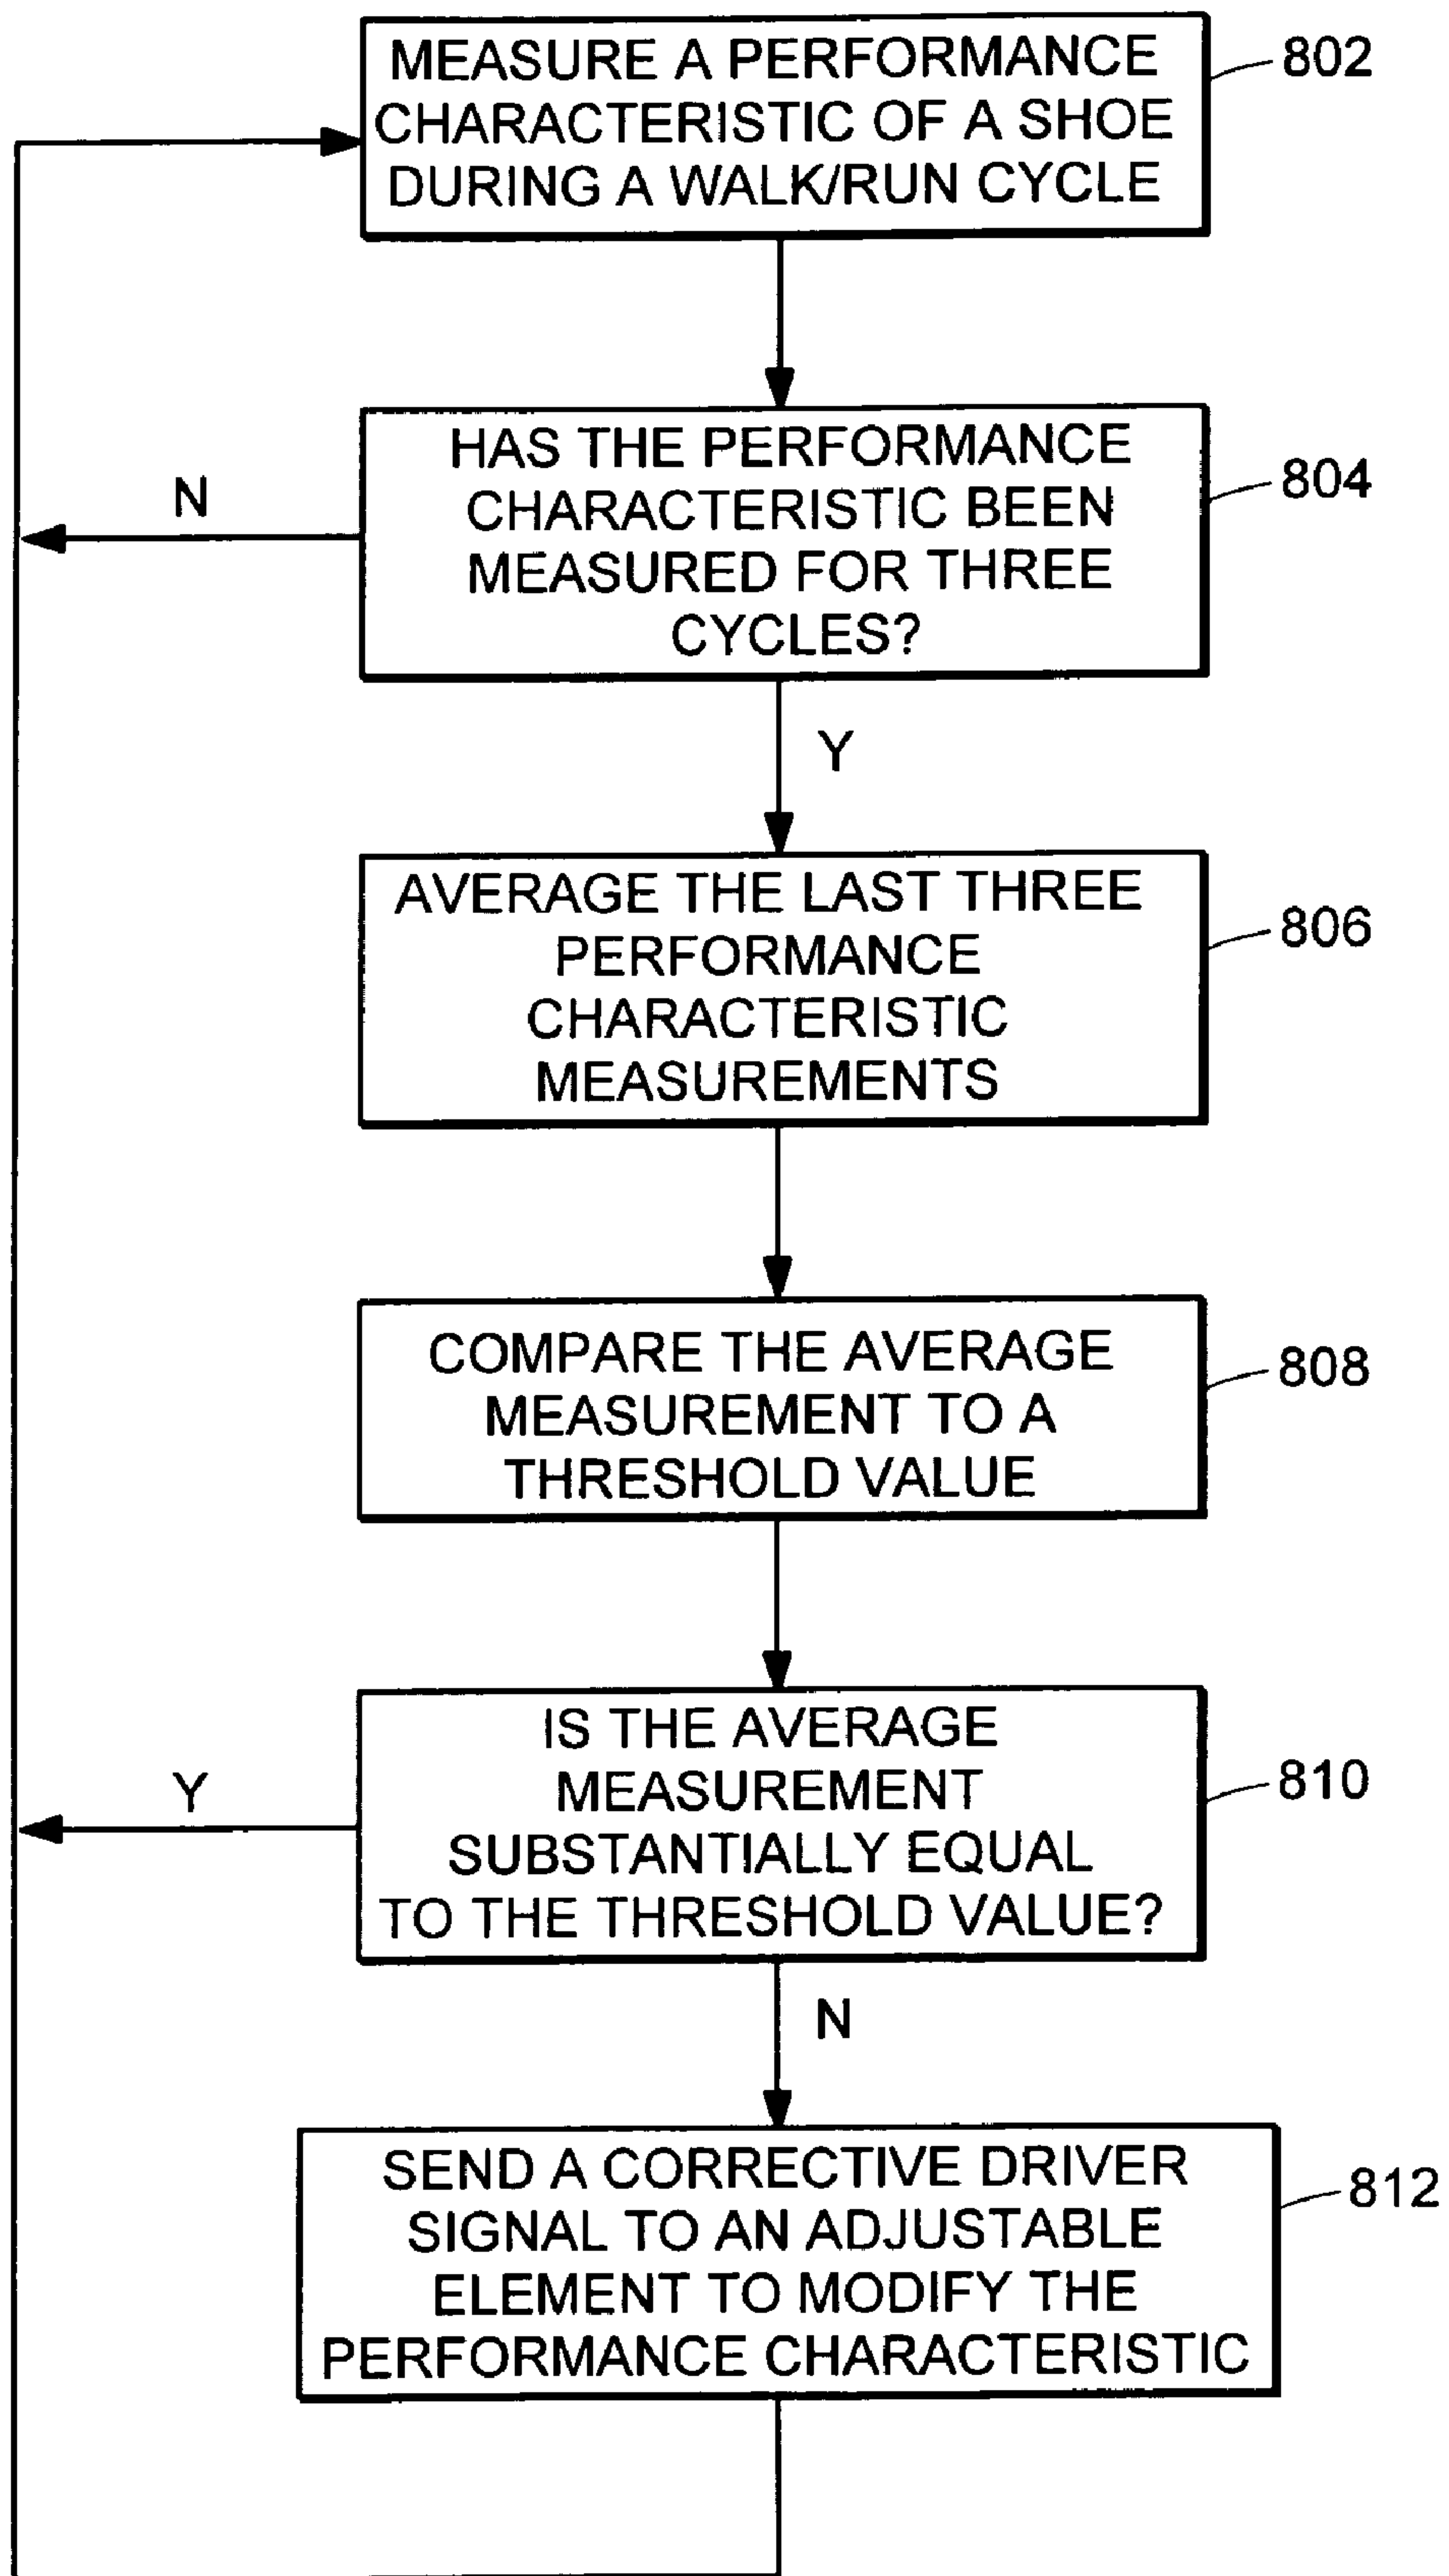 MEASURE A PERFORMANCE
CHARACTERISTIC OF A SHOE
DURING A WALK/RUN CYCLE
802
HAS THE PERFORMANCE
CHARACTERISTIC BEEN
MEASURED FOR THREE
CYCLES?
804
N
Y
AVERAGE THE LAST THREE
PERFORMANCE
CHARACTERISTIC
MEASUREMENTS
806
COMPARE THE AVERAGE
MEASUREMENT TO A
THRESHOLD VALUE
808
IS THE AVERAGE
MEASUREMENT
SUBSTANTIALLY EQUAL
TO THE THRESHOLD VALUE?
810
Y
N
SEND A CORRECTIVE DRIVER
SIGNAL TO AN ADJUSTABLE
ELEMENT TO MODIFY THE
PERFORMANCE CHARACTERISTIC
812